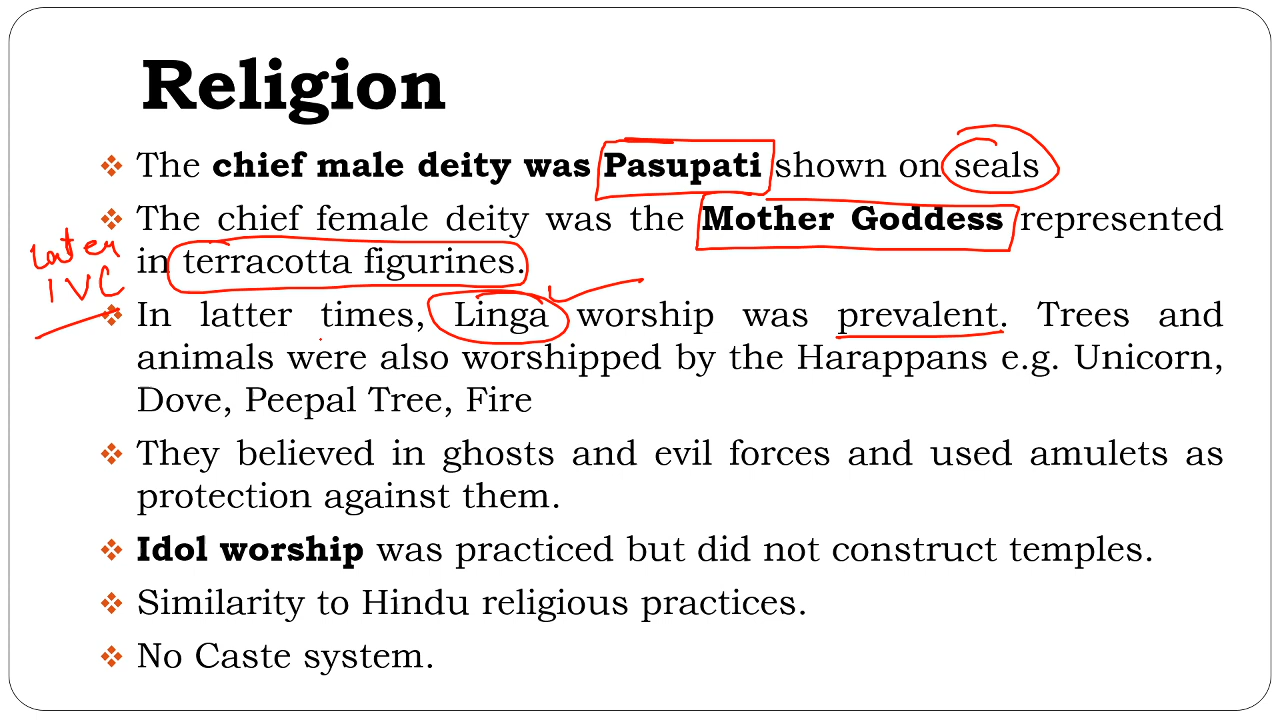 Religion
❖ The chief male deity was Pasupati shown on seals
❖ The chief female deity was the Mother Goddess represented
in terracotta figurines.
Later
IVC
❖ In latter times, Linga worship was prevalent. Trees and
animals were also worshipped by the Harappans e.g. Unicorn,
Dove, Peepal Tree, Fire
❖ They believed in ghosts and evil forces and used amulets as
protection against them.
❖ Idol worship was practiced but did not construct temples.
❖ Similarity to Hindu religious practices.
❖ No Caste system.